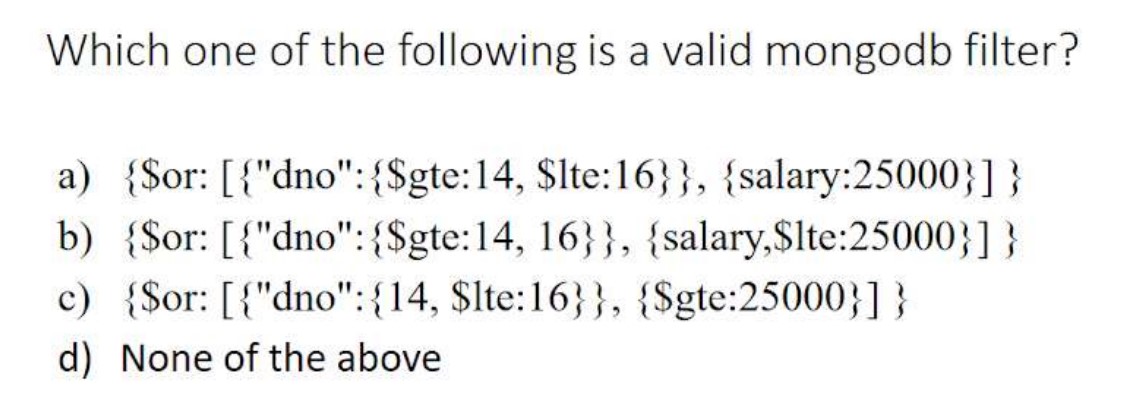 Which one of the following is a valid mongodb filter?
a) {$or: [{"dno":{$gte:14, $lte:16}}, {salary:25000}] }
b) {$or: [{"dno":{$gte:14, 16}}, {salary,$lte:25000}] }
c) {$or: [{"dno":{14, $lte:16}}, {$gte:25000}] }
d) None of the above